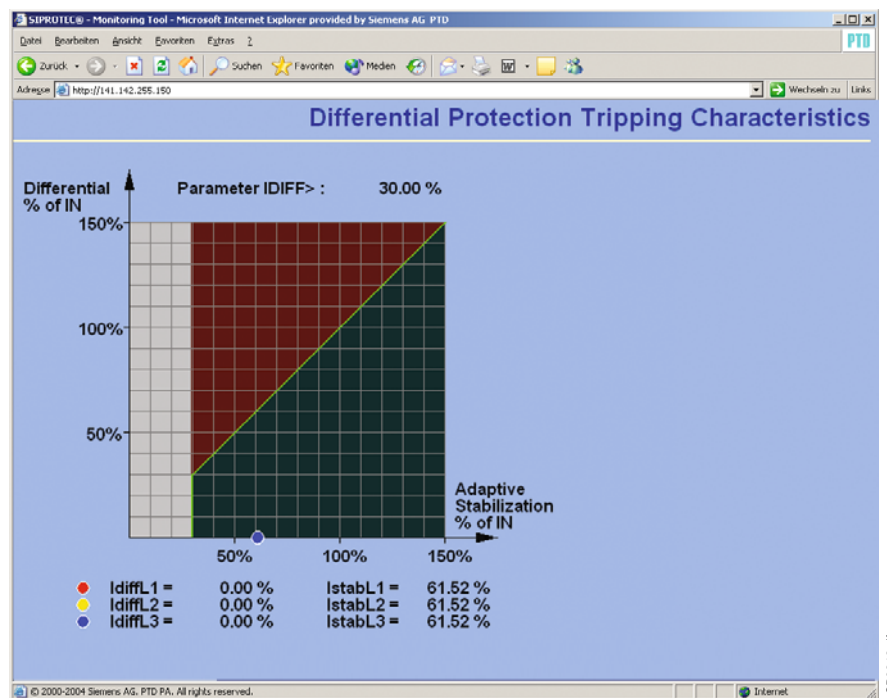 SIPROTEC® - Monitoring Tool - Microsoft Internet Explorer provided by Siemens AG PTD
Datei Bearbeiten Ansicht Favoriten Extras ?
PTD
Zurück Suchen Favoriten Medien
Adresse http://141.142.255.150 Wechseln zu Links
Differential Protection Tripping Characteristics
Differential
% of IN
Parameter IDIFF> : 30.00 %
150%
100%
50%
Adaptive
Stabilization
% of IN
50% 100% 150%
IdiffL1 = 0.00 % IstabL1 = 61.52 %
IdiffL2 = 0.00 % IstabL2 = 61.52 %
IdiffL3 = 0.00 % IstabL3 = 61.52 %
© 2000-2004 Siemens AG. PTD PA. All rights reserved. Internet